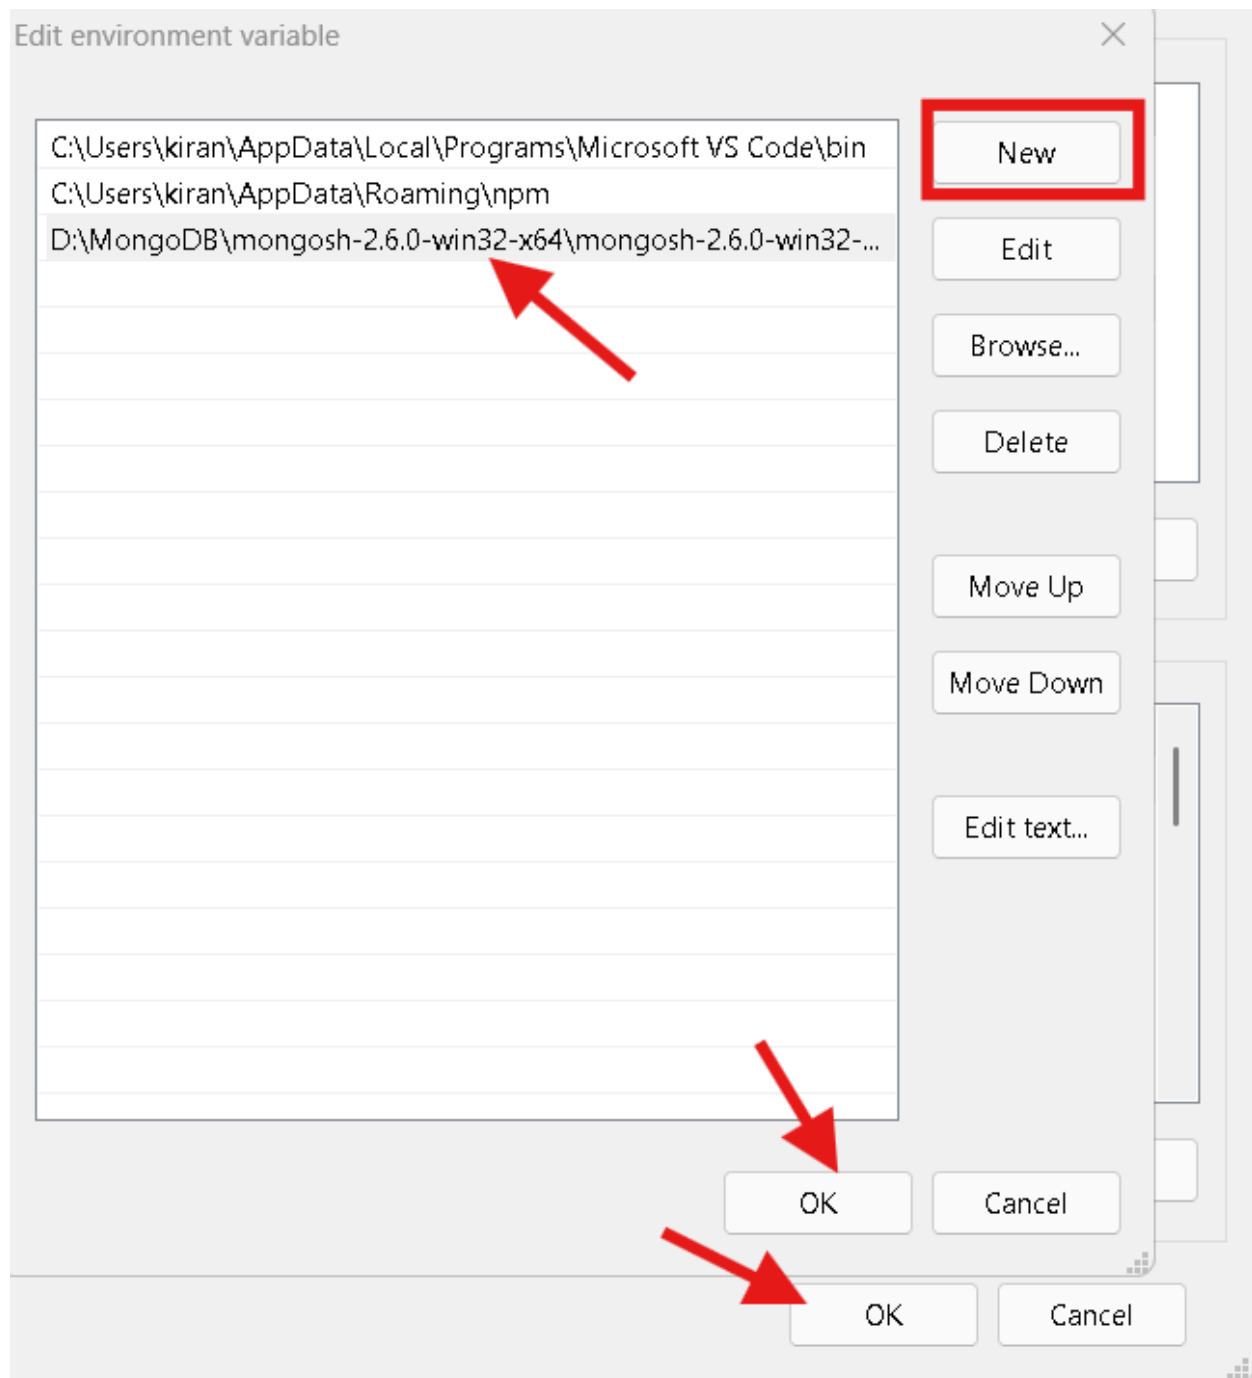 Edit environment variable
C:\Users\kiran\AppData\Local\Programs\Microsoft VS Code\bin
C:\Users\kiran\AppData\Roaming\npm
D:\MongoDB\mongosh-2.6.0-win32-x64\mongosh-2.6.0-win32-...
New
Edit
Browse...
Delete
Move Up
Move Down
Edit text...
OK
Cancel
OK
Cancel